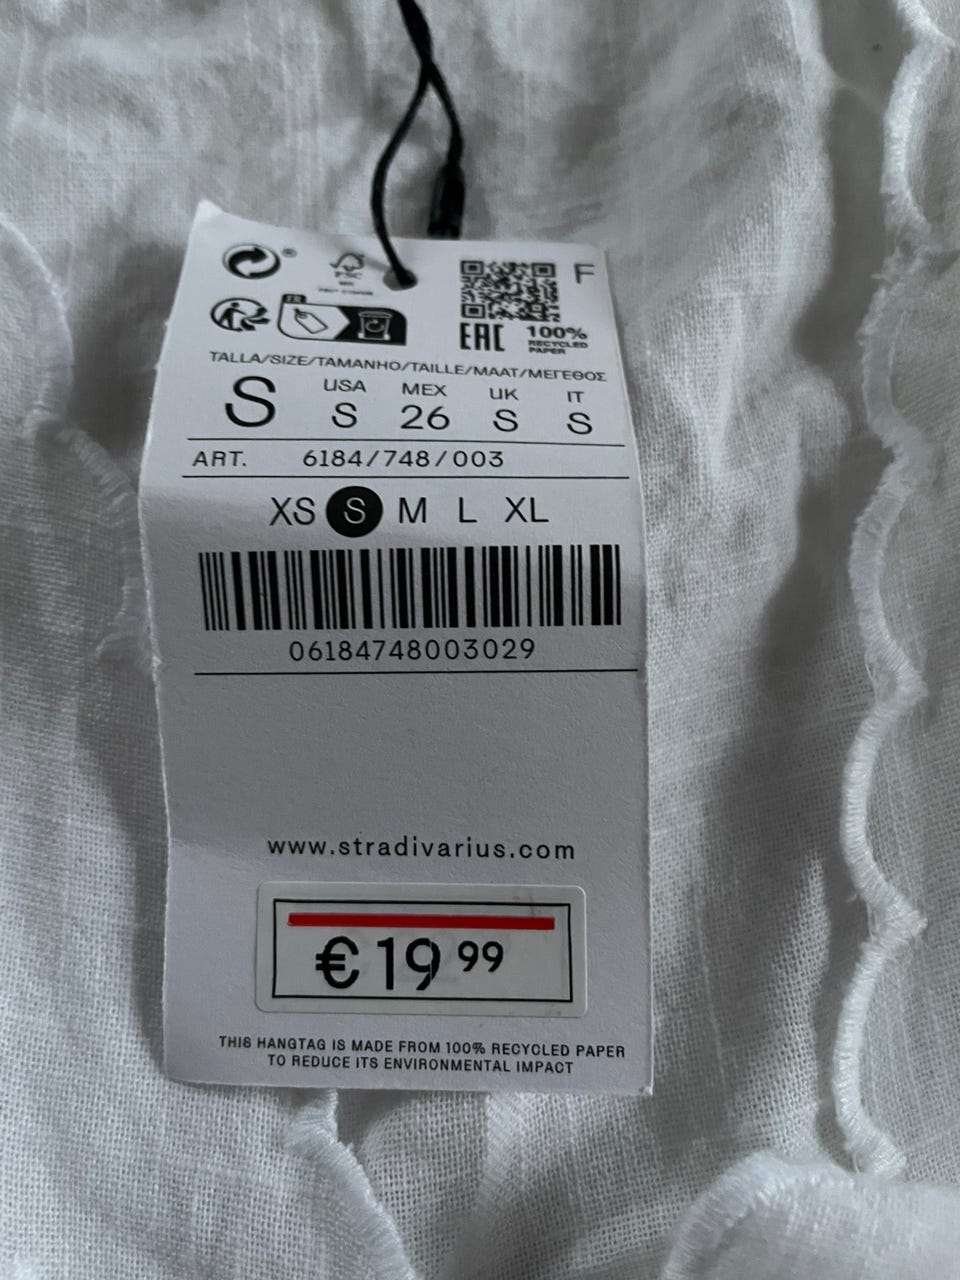 ®
FSC
F
FR
EAC
100%
RECYCLED
PAPER
TALLA/SIZE/TAMANHO/TAILLE/MAAT/ΜΕΓΕΘΟΣ
S
USA
S
MEX
26
UK
S
IT
S
ART. 6184/748/003
XS S M L XL
06184748003029
www.stradivarius.com
€ 19 99
THIS HANGTAG IS MADE FROM 100% RECYCLED PAPER
TO REDUCE ITS ENVIRONMENTAL IMPACT